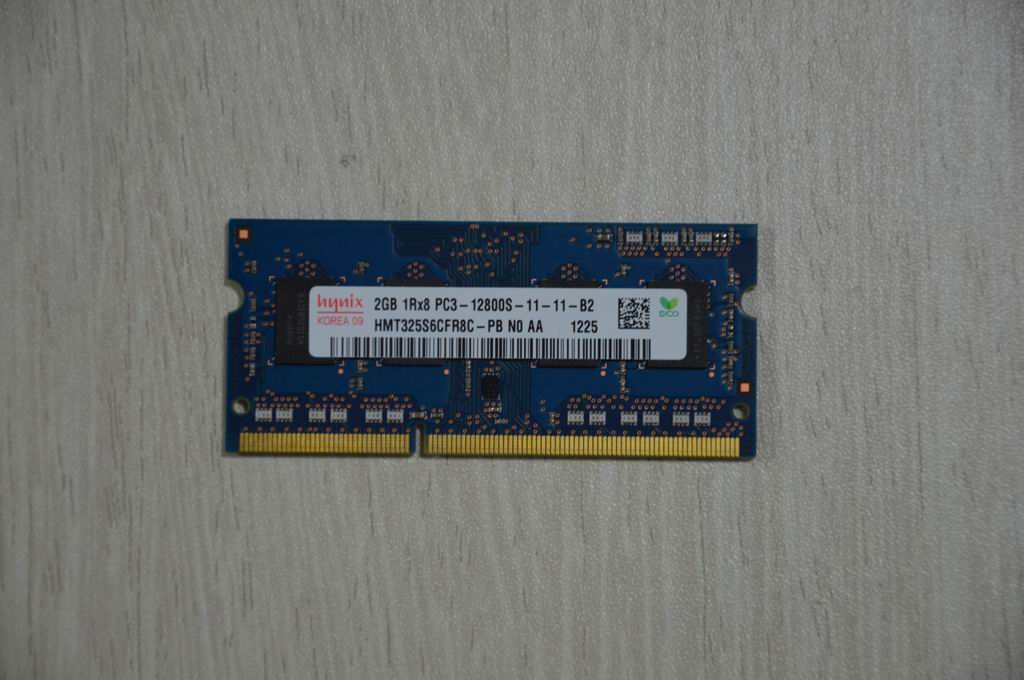 hynix
KOREA 09
2GB 1Rx8 PC3-12800S-11-11-B2
HMT325S6CFR8C-PB N0 AA 1225
ECO